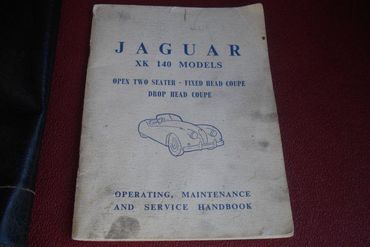 JAGUAR
XK 140 MODELS
OPEN TWO SEATER - FIXED HEAD COUPE
DROP HEAD COUPE
OPERATING, MAINTENANCE
AND SERVICE HANDBOOK